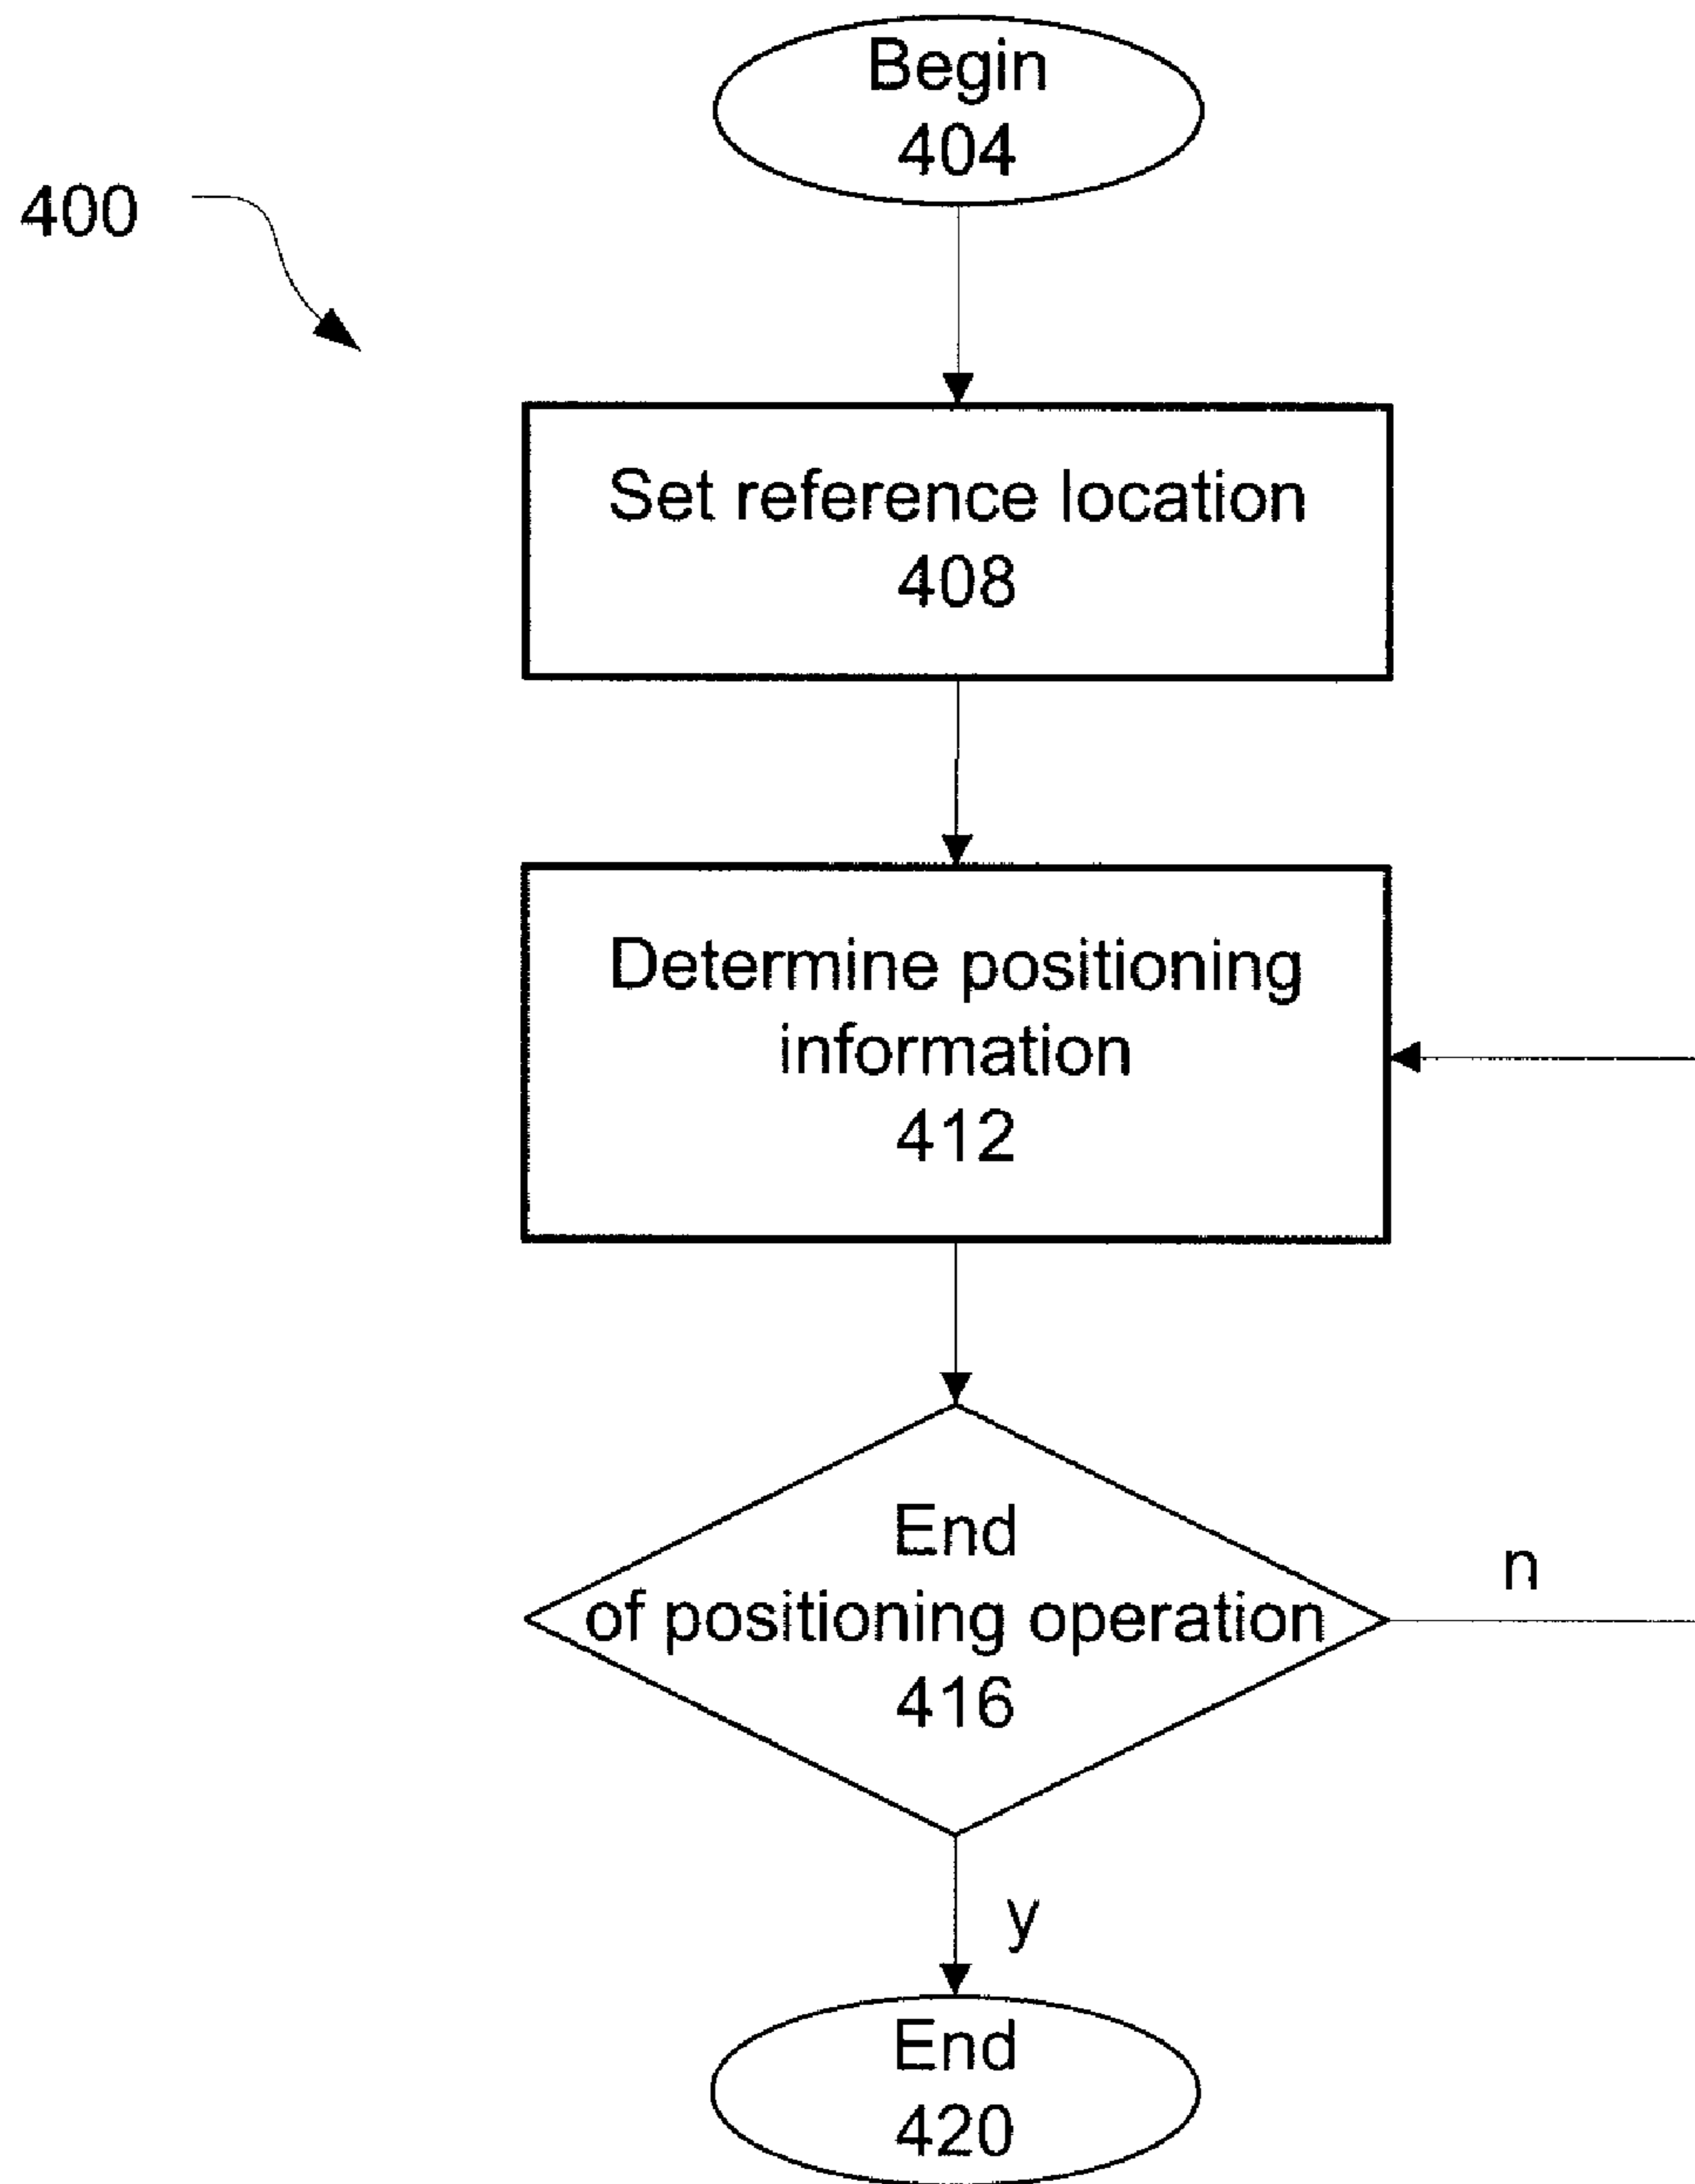 Begin
404
400
Set reference location
408
Determine positioning
information
412
End
of positioning operation
416
n
y
End
420